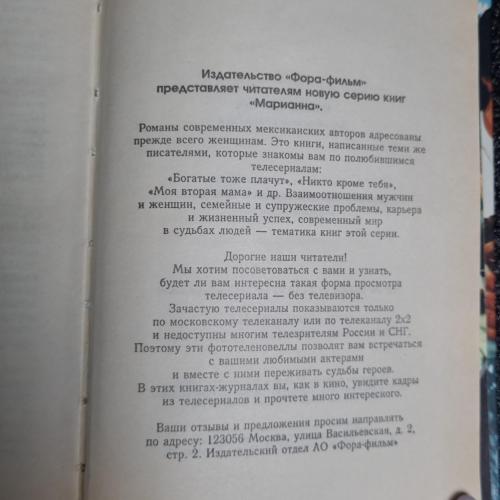 Издательство «Фора-фильм»
представляет читателям новую серию книг
«Марианна».
Романы современных мексиканских авторов адресованы
прежде всего женщинам. Это книги, написанные теми же
писателями, которые знакомы вам по полюбившимся
телесериалам:
«Богатые тоже плачут», «Никто кроме тебя»,
«Моя вторая мама» и др. Взаимоотношения мужчин
и женщин, семейные и супружеские проблемы, карьера
и жизненный успех, современный мир
в судьбах людей — тематика книг этой серии.
Дорогие наши читатели!
Мы хотим посоветоваться с вами и узнать,
будет ли вам интересна такая форма просмотра
телесериала — без телевизора.
Зачастую телесериалы показываются только
по московскому телеканалу или по телеканалу 2х2
и недоступны многим телезрителям России и СНГ.
Поэтому эти фототеленовеллы позволят вам встречаться
с вашими любимыми актерами
и вместе с ними переживать судьбы героев.
В этих книгах-журналах вы, как в кино, увидите кадры
из телесериалов и прочтете много интересного.
Ваши отзывы и предложения просим направлять
по адресу: 123056 Москва, улица Васильевская, д. 2,
стр. 2. Издательский отдел АО «Фора-фильм»